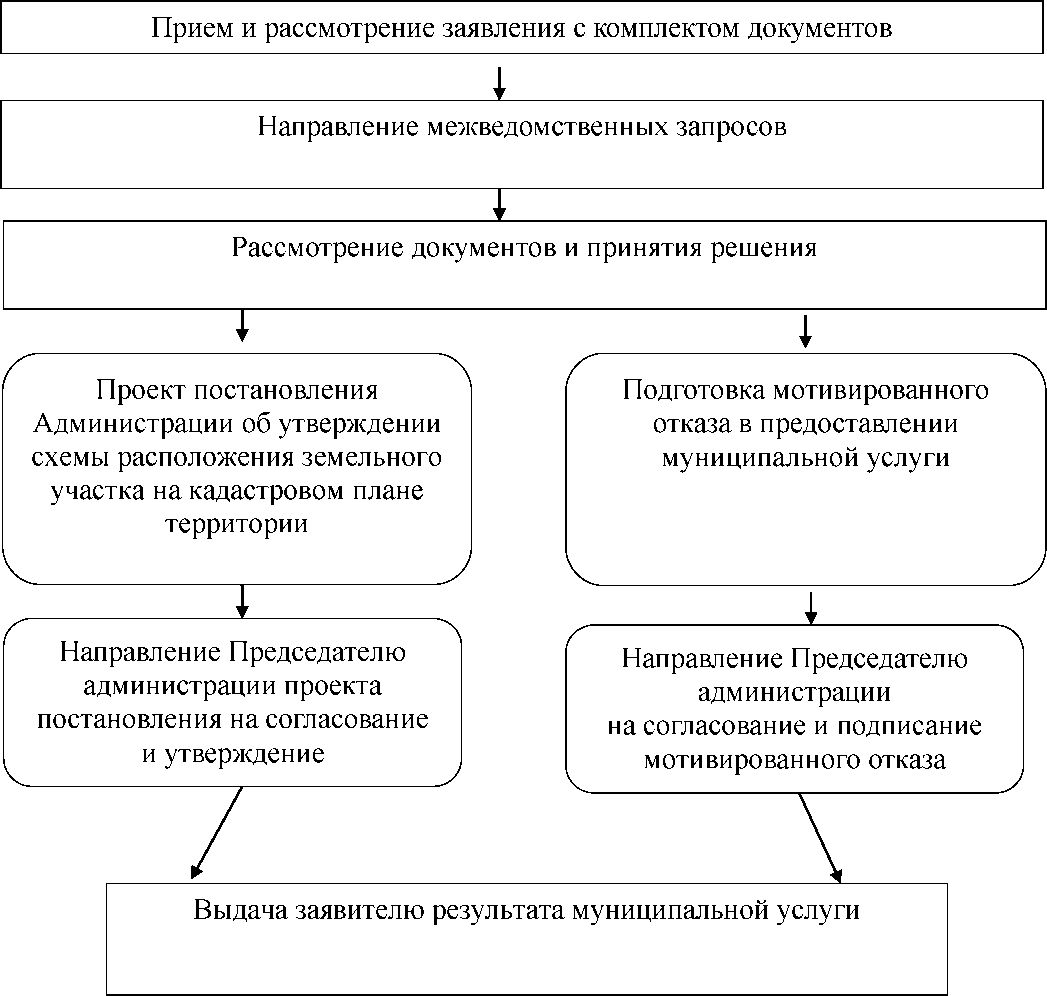 Прием и рассмотрение заявления с комплектом документов
Направление межведомственных запросов
Рассмотрение документов и принятия решения
Проект постановления
Администрации об утверждении
схемы расположения земельного
участка на кадастровом плане
территории
Подготовка мотивированного
отказа в предоставлении
муниципальной услуги
Направление Председателю
администрации проекта
постановления на согласование
и утверждение
Направление Председателю
администрации
на согласование и подписание
мотивированного отказа
Выдача заявителю результата муниципальной услуги